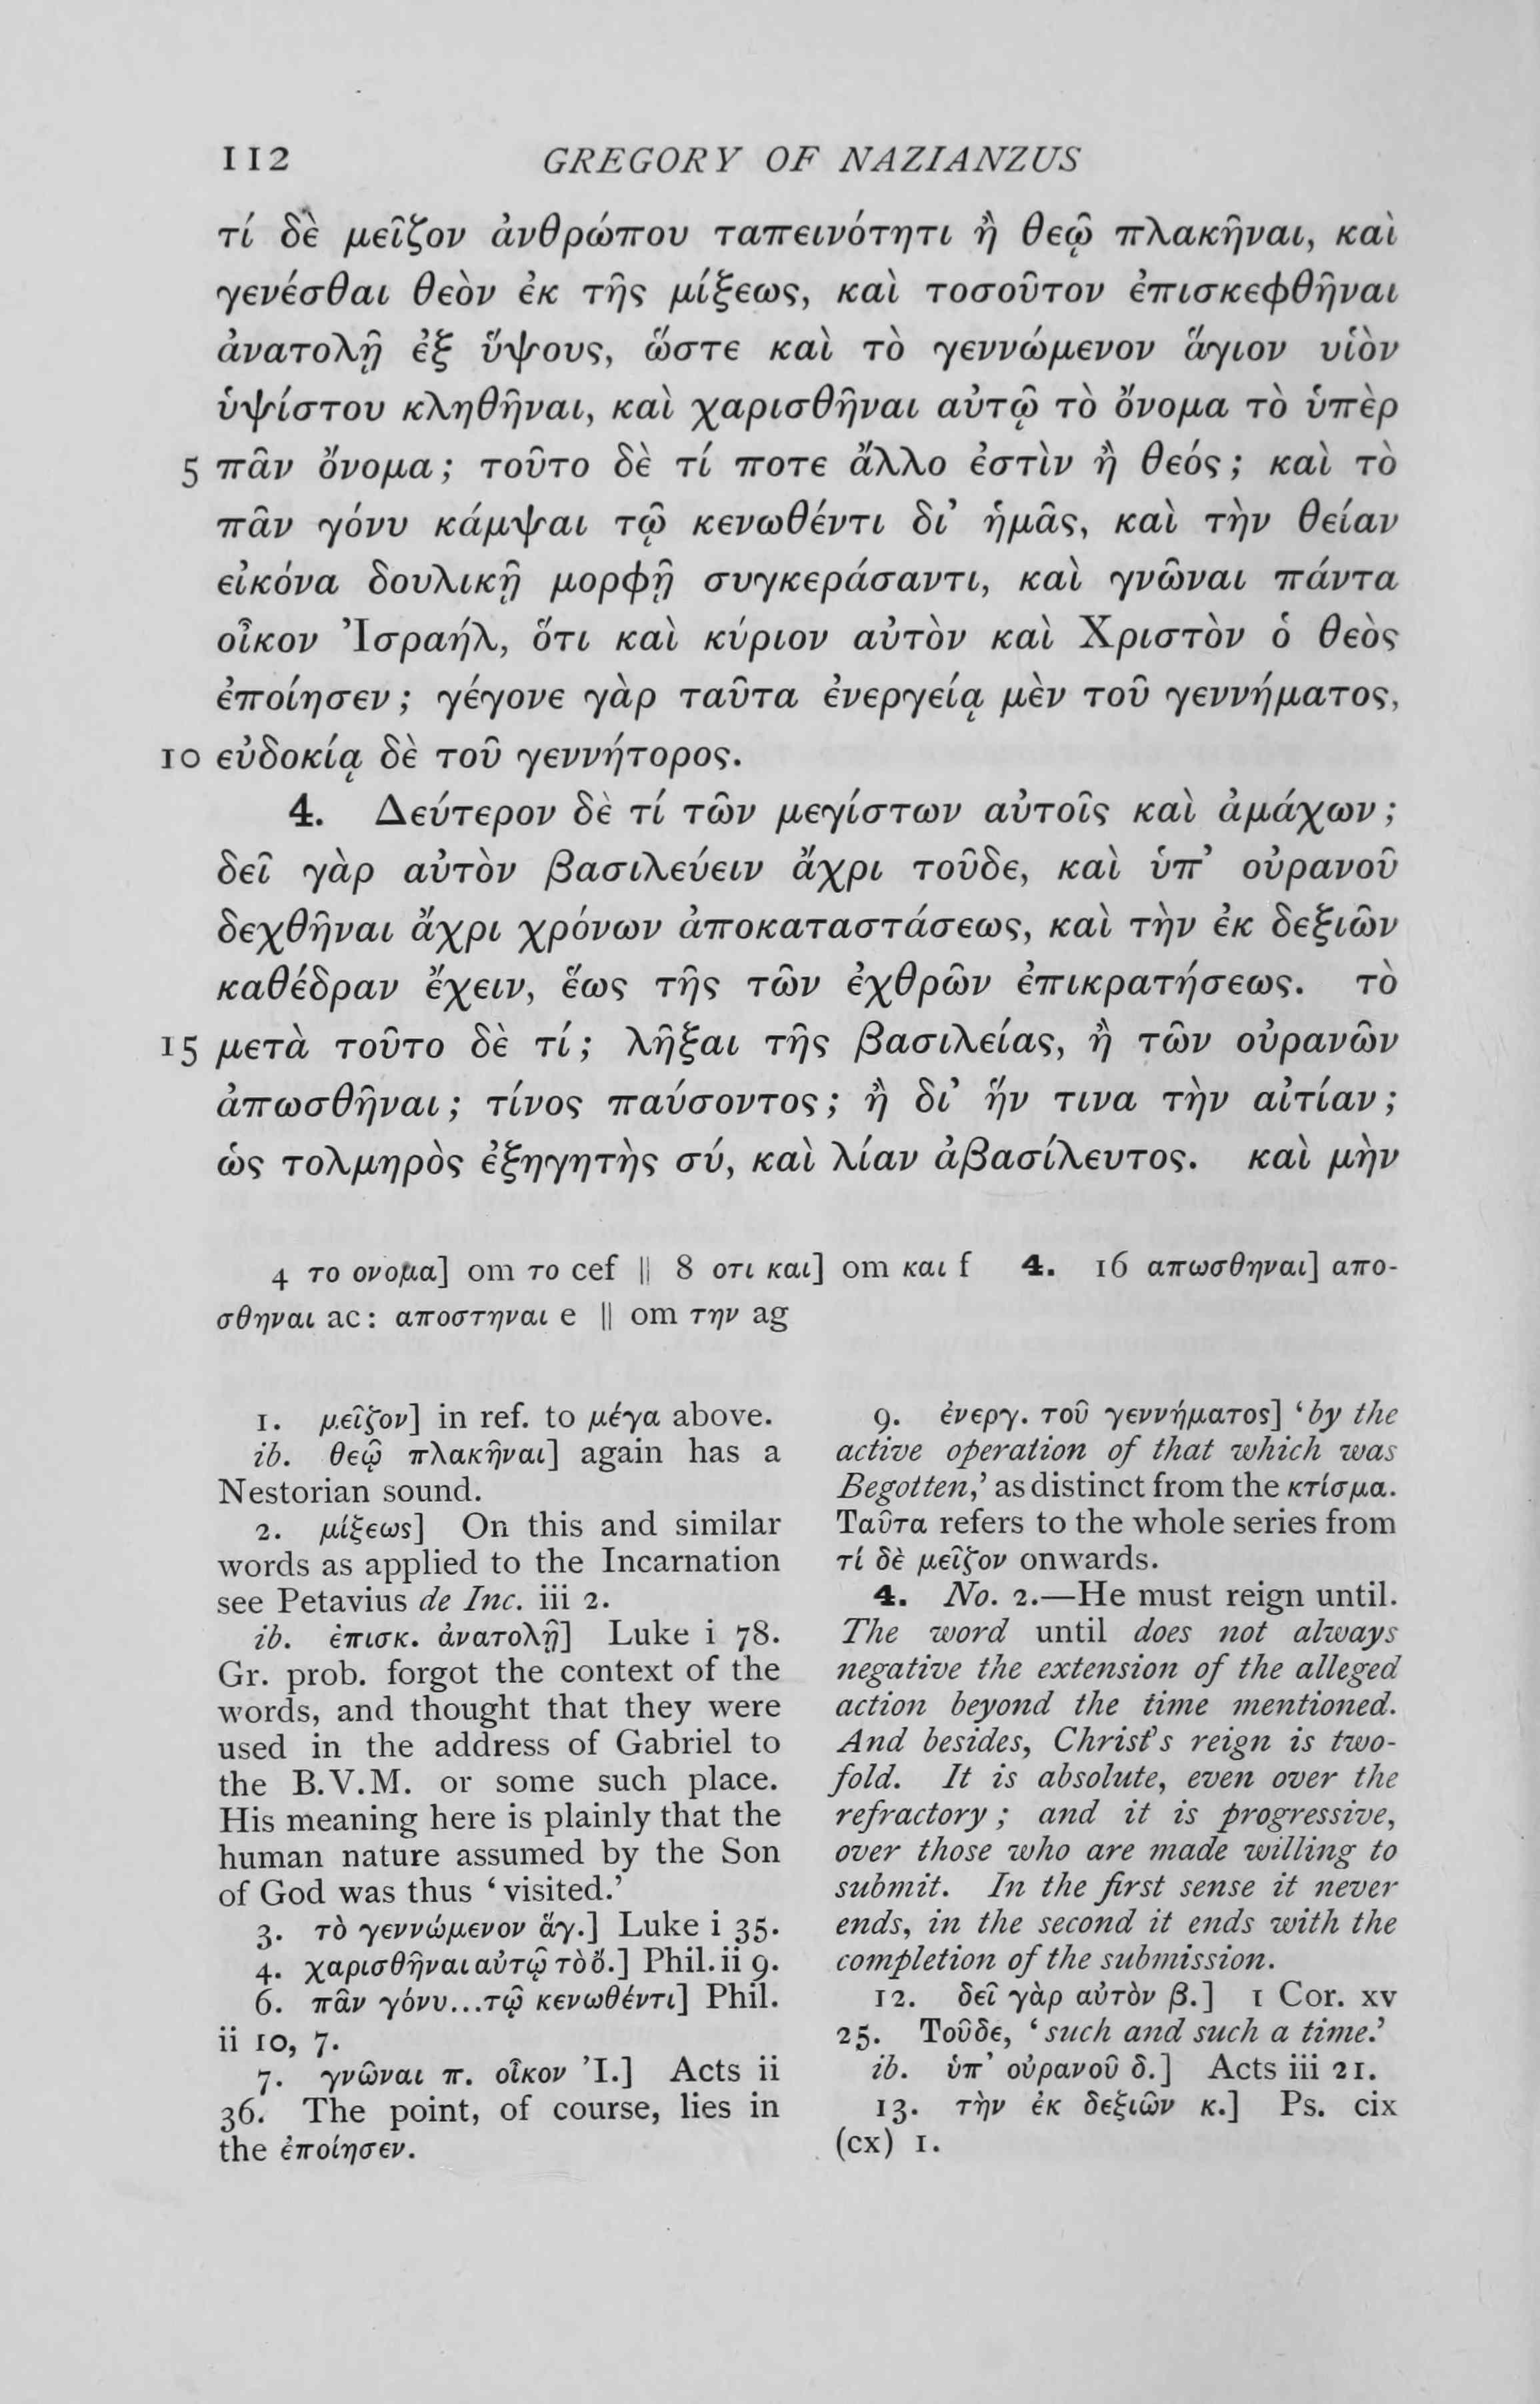 112 GREGORY OF NAZIANZUS
τί δὲ μεῖζον ἀνθρώπου ταπεινότητι ἢ θεῷ πλακῆναι, καὶ
γενέσθαι θεὸν ἐκ τῆς μίξεως, καὶ τοσοῦτον ἐπισκεφθῆναι
ἀνατολῇ ἐξ ὕψους, ὥστε καὶ τὸ γεννώμενον ἅγιον υἱὸν
ὑψίστου κληθῆναι, καὶ χαρισθῆναι αὐτῷ τὸ ὄνομα τὸ ὑπὲρ
5 πᾶν ὄνομα; τοῦτο δὲ τί ποτε ἄλλο ἐστὶν ἢ θεός; καὶ τὸ
πᾶν γόνυ κάμψαι τῷ κενωθέντι δι’ ἡμᾶς, καὶ τὴν θείαν
εἰκόνα δουλικῇ μορφῇ συγκεράσαντι, καὶ γνῶναι πάντα
οἶκον Ἰσραήλ, ὅτι καὶ κύριον αὐτὸν καὶ Χριστὸν ὁ θεὸς
ἐποίησεν; γέγονε γὰρ ταῦτα ἐνεργείᾳ μὲν τοῦ γεννήματος,
10 εὐδοκίᾳ δὲ τοῦ γεννήτορος.
4. Δεύτερον δὲ τί τῶν μεγίστων αὐτοῖς καὶ ἀμάχων;
δεῖ γὰρ αὐτὸν βασιλεύειν ἄχρι τοῦδε, καὶ ὑπ’ οὐρανοῦ
δεχθῆναι ἄχρι χρόνων ἀποκαταστάσεως, καὶ τὴν ἐκ δεξιῶν
καθέδραν ἔχειν, ἕως τῆς τῶν ἐχθρῶν ἐπικρατήσεως. τὸ
15 μετὰ τοῦτο δὲ τί; λῆξαι τῆς βασιλείας, ἢ τῶν οὐρανῶν
ἀπωσθῆναι; τίνος παύσοντος; ἢ δι’ ἥν τινα τὴν αἰτίαν;
ὡς τολμηρὸς ἐξηγητὴς σύ, καὶ λίαν ἀβασίλευτος. καὶ μὴν
4 το ονομα] om το cef || 8 οτι και] om και f 4. 16 απωσθηναι] απο-
σθηναι ac: αποστηναι e || om την ag
1. μεῖζον] in ref. to μέγα above.
ib. θεῷ πλακῆναι] again has a
Nestorian sound.
2. μίξεως] On this and similar
words as applied to the Incarnation
see Petavius de Inc. iii 2.
ib. ἐπισκ. ἀνατολῇ] Luke i 78.
Gr. prob. forgot the context of the
words, and thought that they were
used in the address of Gabriel to
the B.V.M. or some such place.
His meaning here is plainly that the
human nature assumed by the Son
of God was thus ‘visited.’
3. τὸ γεννώμενον ἅγ.] Luke i 35.
4. χαρισθῆναι αὐτῷ τὸ ὄ.] Phil. ii 9.
6. πᾶν γόνυ...τῷ κενωθέντι] Phil.
ii 10, 7.
7. γνῶναι π. οἶκον Ἰ.] Acts ii
36. The point, of course, lies in
the ἐποίησεν.
9. ἐνεργ. τοῦ γεννήματος] ‘by the
active operation of that which was
Begotten,’ as distinct from the κτίσμα.
Ταῦτα refers to the whole series from
τί δὲ μεῖζον onwards.
4. No. 2.—He must reign until.
The word until does not always
negative the extension of the alleged
action beyond the time mentioned.
And besides, Christ’s reign is two-
fold. It is absolute, even over the
refractory; and it is progressive,
over those who are made willing to
submit. In the first sense it never
ends, in the second it ends with the
completion of the submission.
12. δεῖ γὰρ αὐτὸν β.] 1 Cor. xv
25. Τοῦδε, ‘such and such a time.’
ib. ὑπ’ οὐρανοῦ δ.] Acts iii 21.
13. τὴν ἐκ δεξιῶν κ.] Ps. cix
(cx) 1.